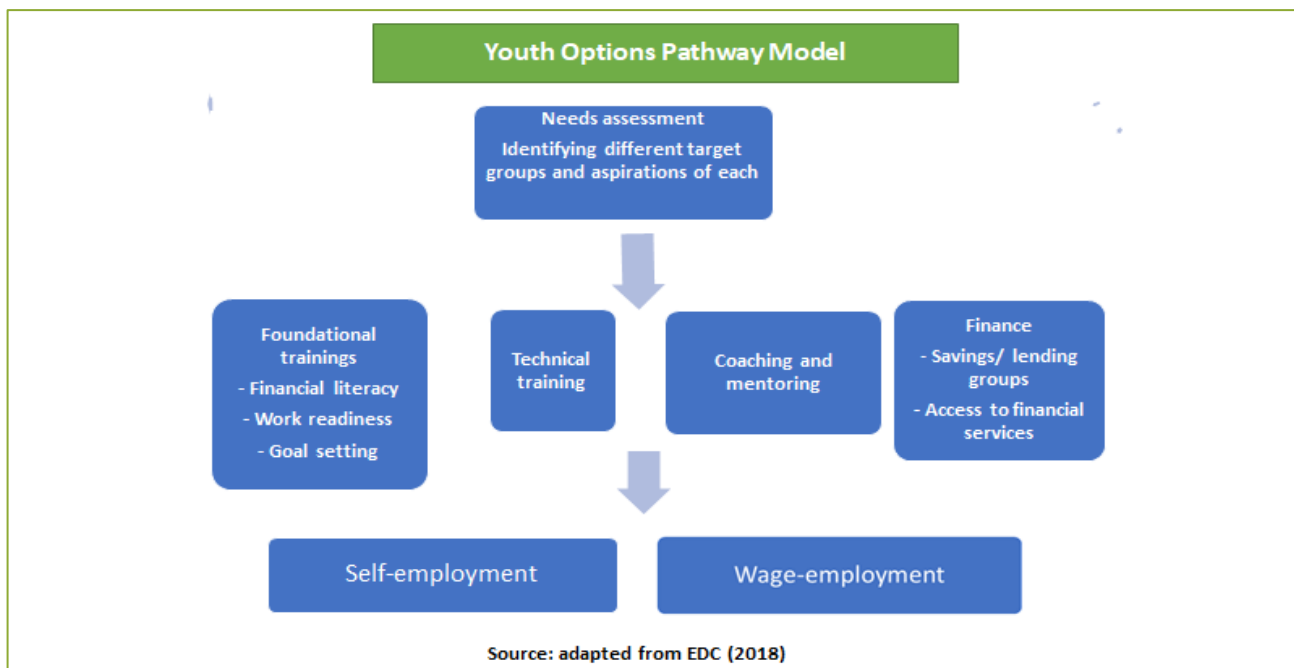 Youth Options Pathway Model
Needs assessment
Identifying different target
groups and aspirations of each
Foundational
trainings
- Financial literacy
- Work readiness
- Goal setting
Technical
training
Coaching and
mentoring
Finance
- Savings/ lending
groups
- Access to financial
services
Self-employment
Wage-employment
Source: adapted from EDC (2018)